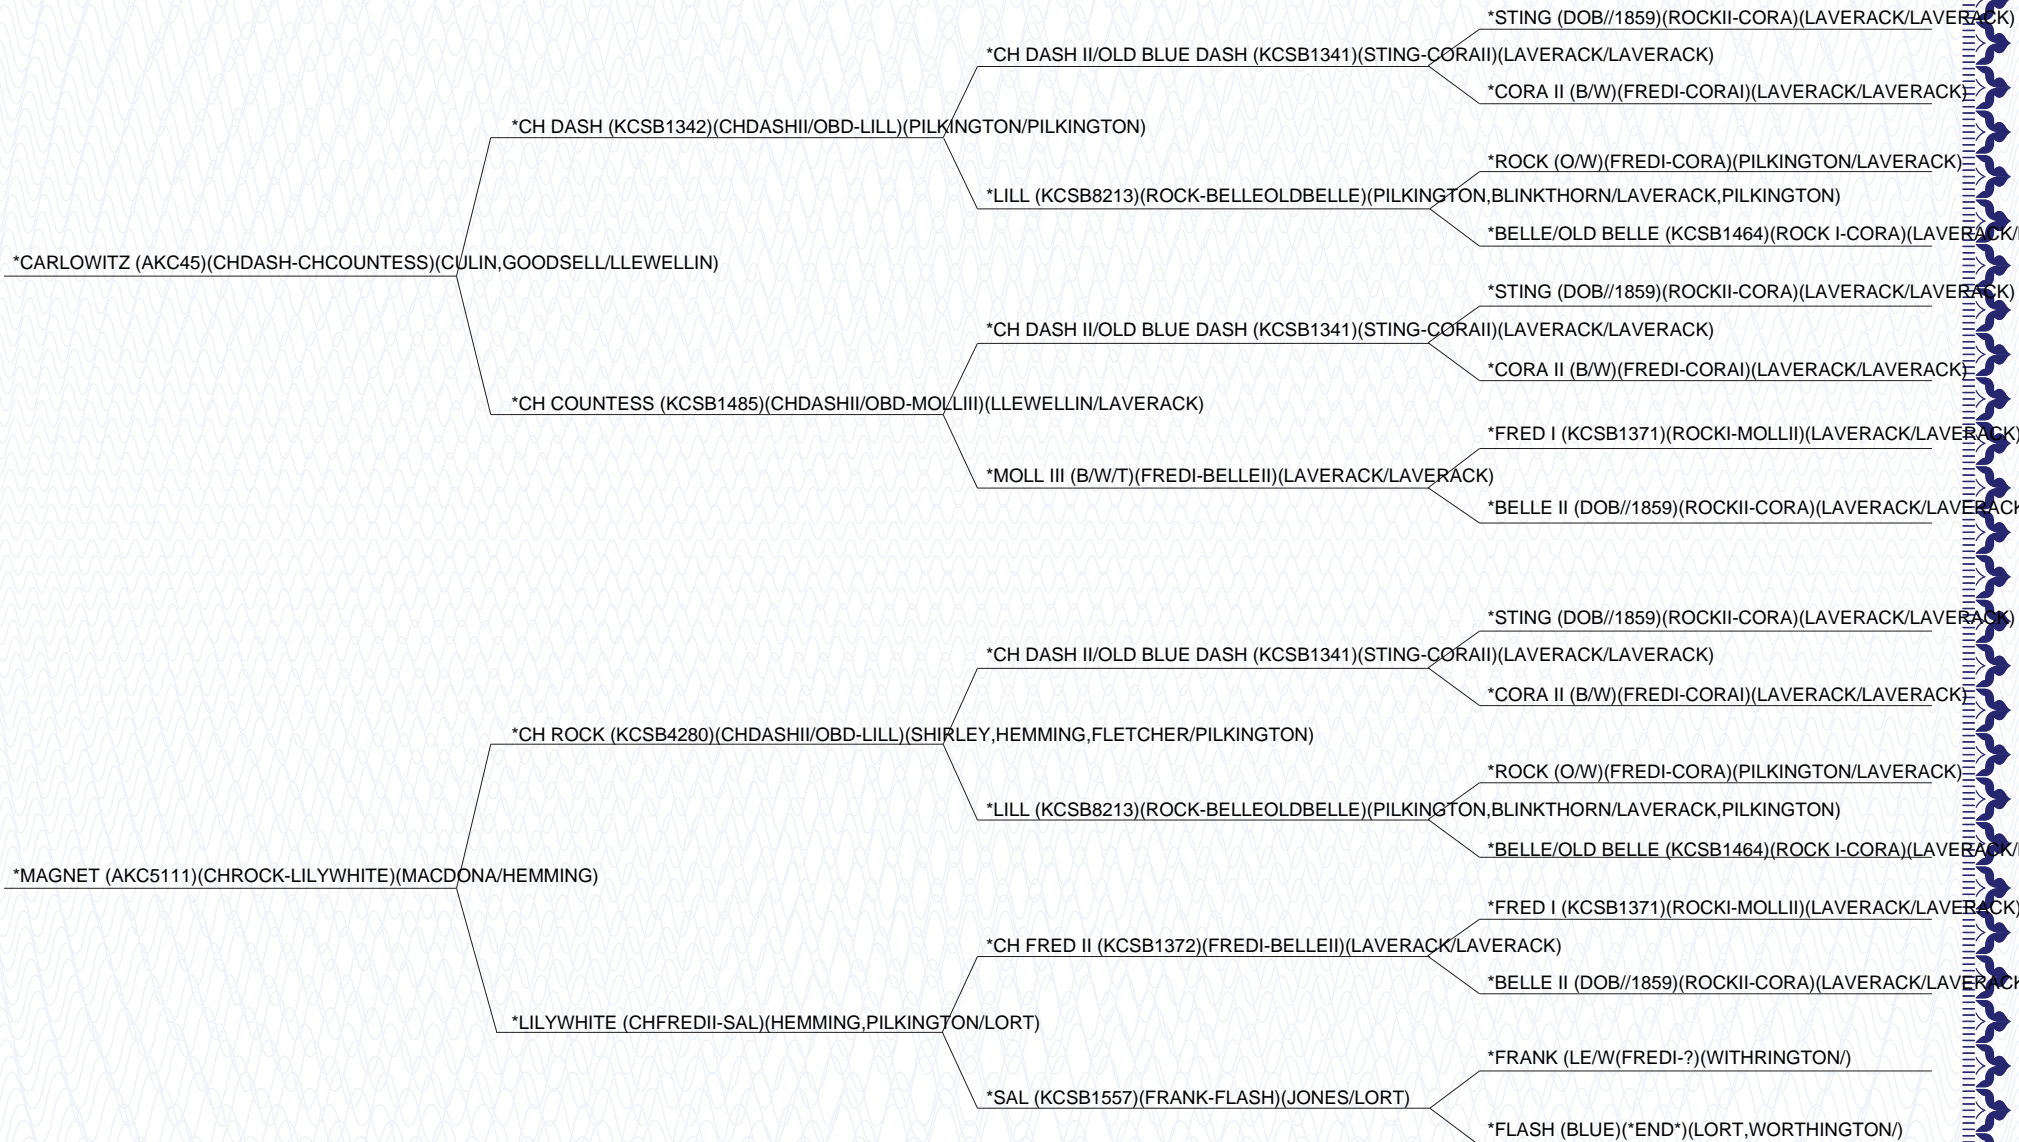 *STING (DOB//1859)(ROCKII-CORA)(LAVERACK/LAVERACK)
*CH DASH II/OLD BLUE DASH (KCSB1341)(STING-CORAII)(LAVERACK/LAVERACK)
*CORA II (B/W)(FREDI-CORAI)(LAVERACK/LAVERACK)
*CH DASH (KCSB1342)(CHDASHII/OBD-LILL)(PILKINGTON/PILKINGTON)
*ROCK (O/W)(FREDI-CORA)(PILKINGTON/LAVERACK)
*LILL (KCSB8213)(ROCK-BELLEOLDBELLE)(PILKINGTON,BLINKTHORN/LAVERACK,PILKINGTON)
*BELLE/OLD BELLE (KCSB1464)(ROCK I-CORA)(LAVERACK/
*CARLOWITZ (AKC45)(CHDASH-CHCOUNTESS)(CULIN,GOODSELL/LLEWELLIN)
*STING (DOB//1859)(ROCKII-CORA)(LAVERACK/LAVERACK)
*CH DASH II/OLD BLUE DASH (KCSB1341)(STING-CORAII)(LAVERACK/LAVERACK)
*CORA II (B/W)(FREDI-CORAI)(LAVERACK/LAVERACK)
*CH COUNTESS (KCSB1485)(CHDASHII/OBD-MOLLIII)(LLEWELLIN/LAVERACK)
*FRED I (KCSB1371)(ROCKI-MOLLII)(LAVERACK/LAVERACK)
*MOLL III (B/W/T)(FREDI-BELLEII)(LAVERACK/LAVERACK)
*BELLE II (DOB//1859)(ROCKII-CORA)(LAVERACK/LAVERACK
*STING (DOB//1859)(ROCKII-CORA)(LAVERACK/LAVERACK)
*CH DASH II/OLD BLUE DASH (KCSB1341)(STING-CORAII)(LAVERACK/LAVERACK)
*CORA II (B/W)(FREDI-CORAI)(LAVERACK/LAVERACK)
*CH ROCK (KCSB4280)(CHDASHII/OBD-LILL)(SHIRLEY,HEMMING,FLETCHER/PILKINGTON)
*ROCK (O/W)(FREDI-CORA)(PILKINGTON/LAVERACK)
*LILL (KCSB8213)(ROCK-BELLEOLDBELLE)(PILKINGTON,BLINKTHORN/LAVERACK,PILKINGTON)
*BELLE/OLD BELLE (KCSB1464)(ROCK I-CORA)(LAVERACK/
*MAGNET (AKC5111)(CHROCK-LILYWHITE)(MACDONA/HEMMING)
*FRED I (KCSB1371)(ROCKI-MOLLII)(LAVERACK/LAVERACK)
*CH FRED II (KCSB1372)(FREDI-BELLEII)(LAVERACK/LAVERACK)
*BELLE II (DOB//1859)(ROCKII-CORA)(LAVERACK/LAVERACK
*LILYWHITE (CHFREDII-SAL)(HEMMING,PILKINGTON/LORT)
*FRANK (LE/W(FREDI-?)(WITHRINGTON/)
*SAL (KCSB1557)(FRANK-FLASH)(JONES/LORT)
*FLASH (BLUE)(*END*)(LORT,WORTHINGTON/)